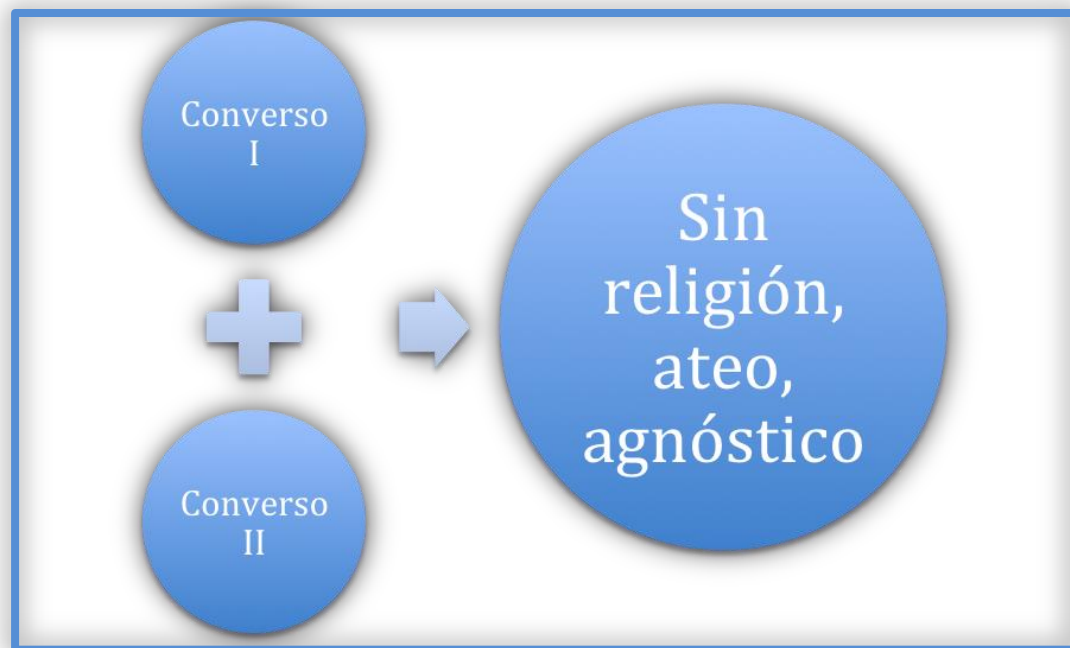 Converso
I
Converso
II
Sin
religión,
ateo,
agnóstico